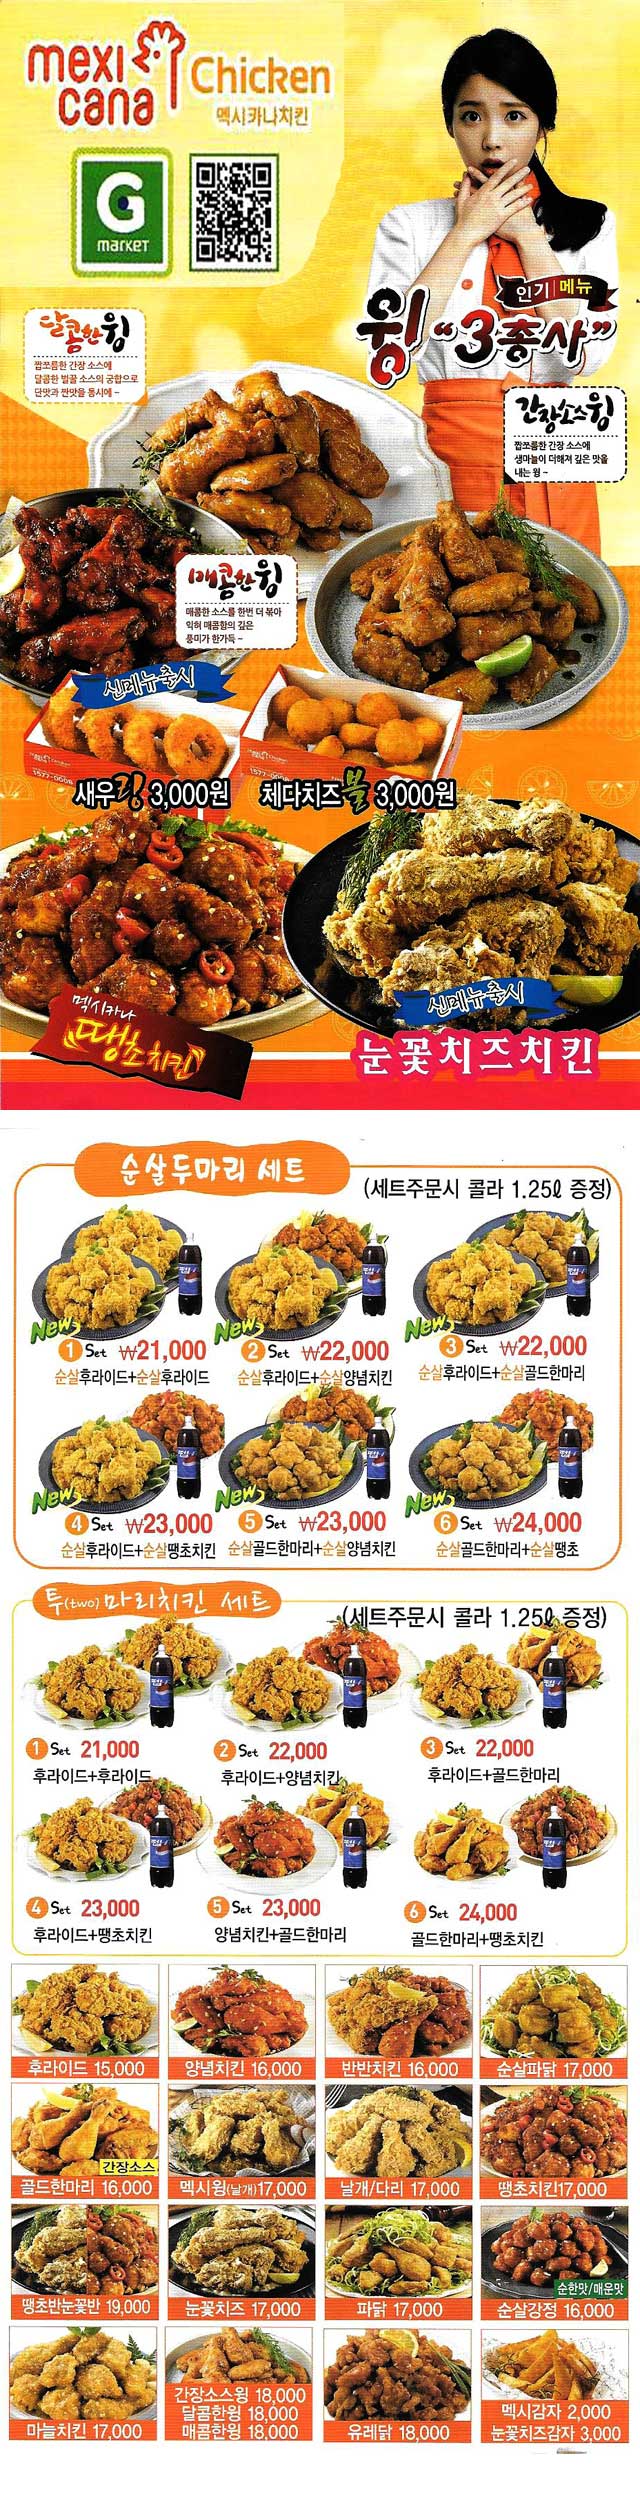 mexi
cana
Chicken
멕시카나치킨
G
MARKET
인기|메뉴
윙 "3총사"
달콤한윙
짭쪼름한 간장 소스에
달콤한 벌꿀 소스의 궁합으로
단맛과 짠맛을 동시에~
간장소스윙
짭쪼름한 간장 소스에
생마늘이 더해져 깊은 맛을
내는 윙~
매콤한윙
매콤한 소스를 한번 더 볶아
익혀 매콤함의 깊은
풍미가 한가득~
신메뉴출시
1577-0006
1577-0006
새우링 3,000원
체다치즈볼 3,000원
멕시카나
땡초치킨
신메뉴출시
눈꽃치즈치킨
순살두마리 세트
(세트주문시 콜라 1.25ℓ 증정)
New
1 Set ₩21,000
순살후라이드+순살후라이드
New
2 Set ₩22,000
순살후라이드+순살양념치킨
New
3 Set ₩22,000
순살후라이드+순살골드한마리
New
4 Set ₩23,000
순살후라이드+순살땡초치킨
New
5 Set ₩23,000
순살골드한마리+순살양념치킨
New
6 Set ₩24,000
순살골드한마리+순살땡초
투(two)마리치킨 세트
(세트주문시 콜라 1.25ℓ 증정)
1 Set 21,000
후라이드+후라이드
2 Set 22,000
후라이드+양념치킨
3 Set 22,000
후라이드+골드한마리
4 Set 23,000
후라이드+땡초치킨
5 Set 23,000
양념치킨+골드한마리
6 Set 24,000
골드한마리+땡초치킨
후라이드 15,000
양념치킨 16,000
반반치킨 16,000
순살파닭 17,000
간장소스
골드한마리 16,000
멕시윙(날개)17,000
날개/다리 17,000
땡초치킨17,000
땡초반눈꽃반 19,000
눈꽃치즈 17,000
파닭 17,000
순한맛/매운맛
순살강정 16,000
마늘치킨 17,000
간장소스윙 18,000
달콤한윙 18,000
매콤한윙 18,000
유레닭 18,000
멕시감자 2,000
눈꽃치즈감자 3,000